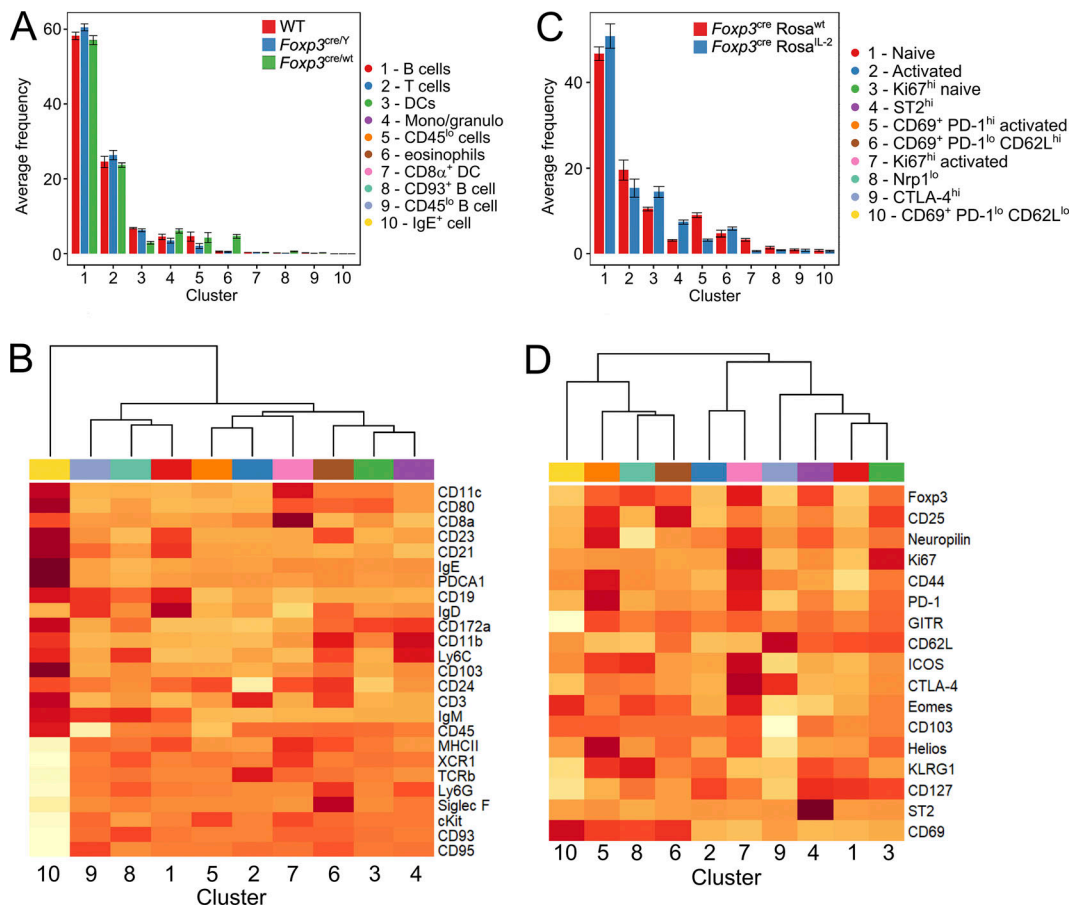 A
WT
Foxp3cre/Y
Foxp3cre/wt
60
40
20
0
Average frequency
1 2 3 4 5 6 7 8 9 10
Cluster
1 - B cells
2 - T cells
3 - DCs
4 - Mono/granulo
5 - CD45lo cells
6 - eosinophils
7 - CD8α+ DC
8 - CD93+ B cell
9 - CD45lo B cell
10 - IgE+ cell
C
Foxp3cre Rosawt
Foxp3cre RosaIL-2
40
20
0
Average frequency
1 2 3 4 5 6 7 8 9 10
Cluster
1 - Naive
2 - Activated
3 - Ki67hi naive
4 - ST2hi
5 - CD69+ PD-1hi activated
6 - CD69+ PD-1lo CD62Lhi
7 - Ki67hi activated
8 - Nrp1lo
9 - CTLA-4hi
10 - CD69+ PD-1lo CD62Llo
B
CD11c
CD80
CD8a
CD23
CD21
IgE
PDCA1
CD19
IgD
CD172a
CD11b
Ly6C
CD103
CD24
CD3
IgM
CD45
MHCII
XCR1
TCRb
Ly6G
Siglec F
cKit
CD93
CD95
10 9 8 1 5 2 7 6 3 4
Cluster
D
Foxp3
CD25
Neuropilin
Ki67
CD44
PD-1
GITR
CD62L
ICOS
CTLA-4
Eomes
CD103
Helios
KLRG1
CD127
ST2
CD69
10 5 8 6 2 7 9 4 1 3
Cluster